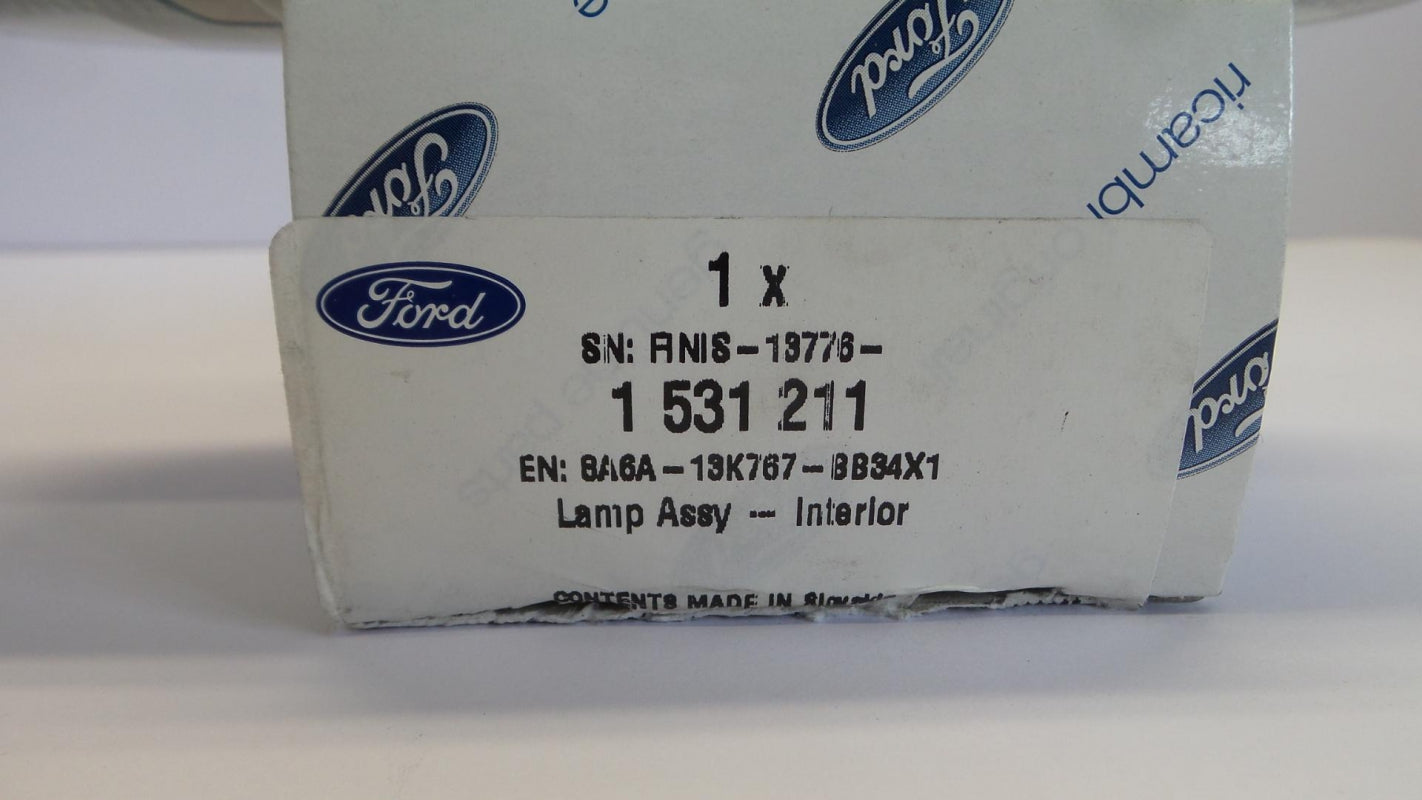 Ford
ricambi
Ford
Ford
1 x
SN: FINIS-13776-
1 531 211
EN: 8A6A-13K767-BB34X1
Lamp Assy -- Interior
Ford
CONTENTS MADE IN